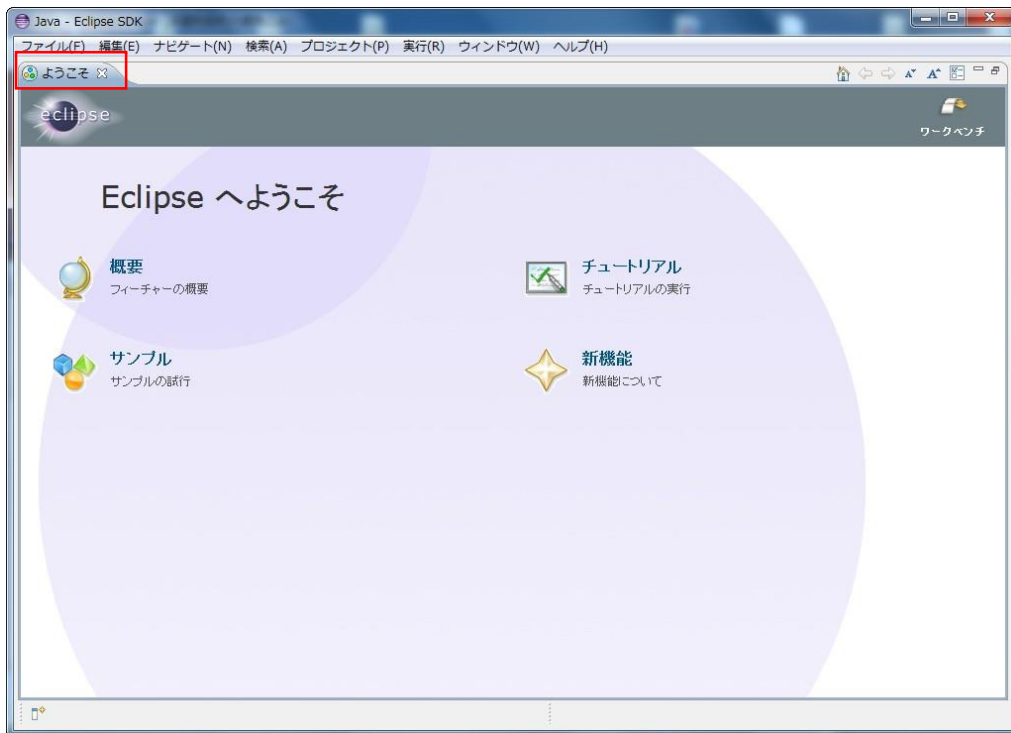 Java - Eclipse SDK
ファイル(F) 編集(E) ナビゲート(N) 検索(A) プロジェクト(P) 実行(R) ウィンドウ(W) ヘルプ(H)
ようこそ
eclipse
ワークベンチ
Eclipse へようこそ
概要
フィーチャーの概要
チュートリアル
チュートリアルの実行
サンプル
サンプルの試行
新機能
新機能について